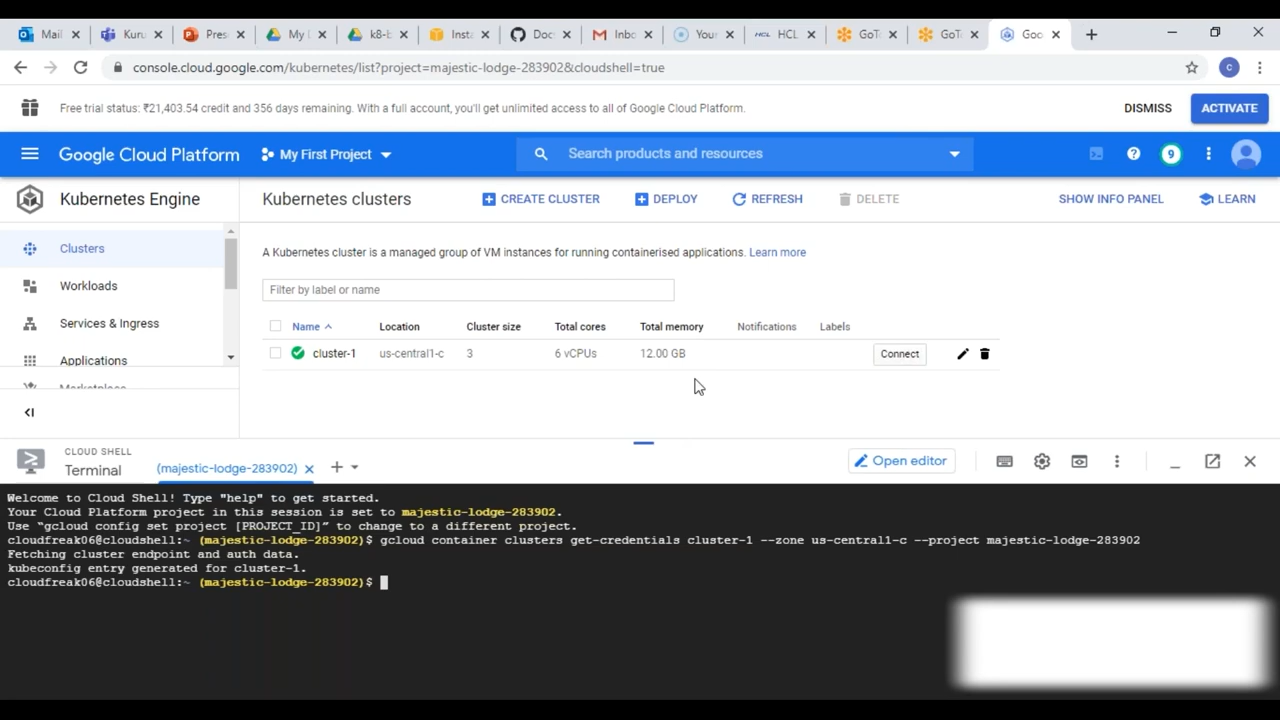 Mail
Kuru
Pres
My D
k8-b
Insta
Doc
Inbo
Your
HCL
GoTo
GoTo
Goo
console.cloud.google.com/kubernetes/list?project=majestic-lodge-283902&cloudshell=true
C
Free trial status: ₹21,403.54 credit and 356 days remaining. With a full account, you'll get unlimited access to all of Google Cloud Platform.
DISMISS
ACTIVATE
Google Cloud Platform
My First Project
Search products and resources
9
Kubernetes Engine
Kubernetes clusters
CREATE CLUSTER
DEPLOY
REFRESH
DELETE
SHOW INFO PANEL
LEARN
Clusters
Workloads
Services & Ingress
Applications
Marketplace
A Kubernetes cluster is a managed group of VM instances for running containerised applications. Learn more
Filter by label or name
Name Location Cluster size Total cores Total memory Notifications Labels
cluster-1 us-central1-c 3 6 vCPUs 12.00 GB Connect
CLOUD SHELL
Terminal
(majestic-lodge-283902)
Open editor
Welcome to Cloud Shell! Type "help" to get started.
Your Cloud Platform project in this session is set to majestic-lodge-283902.
Use “gcloud config set project [PROJECT_ID]” to change to a different project.
cloudfreak06@cloudshell:~ (majestic-lodge-283902)$ gcloud container clusters get-credentials cluster-1 --zone us-central1-c --project majestic-lodge-283902
Fetching cluster endpoint and auth data.
kubeconfig entry generated for cluster-1.
cloudfreak06@cloudshell:~ (majestic-lodge-283902)$